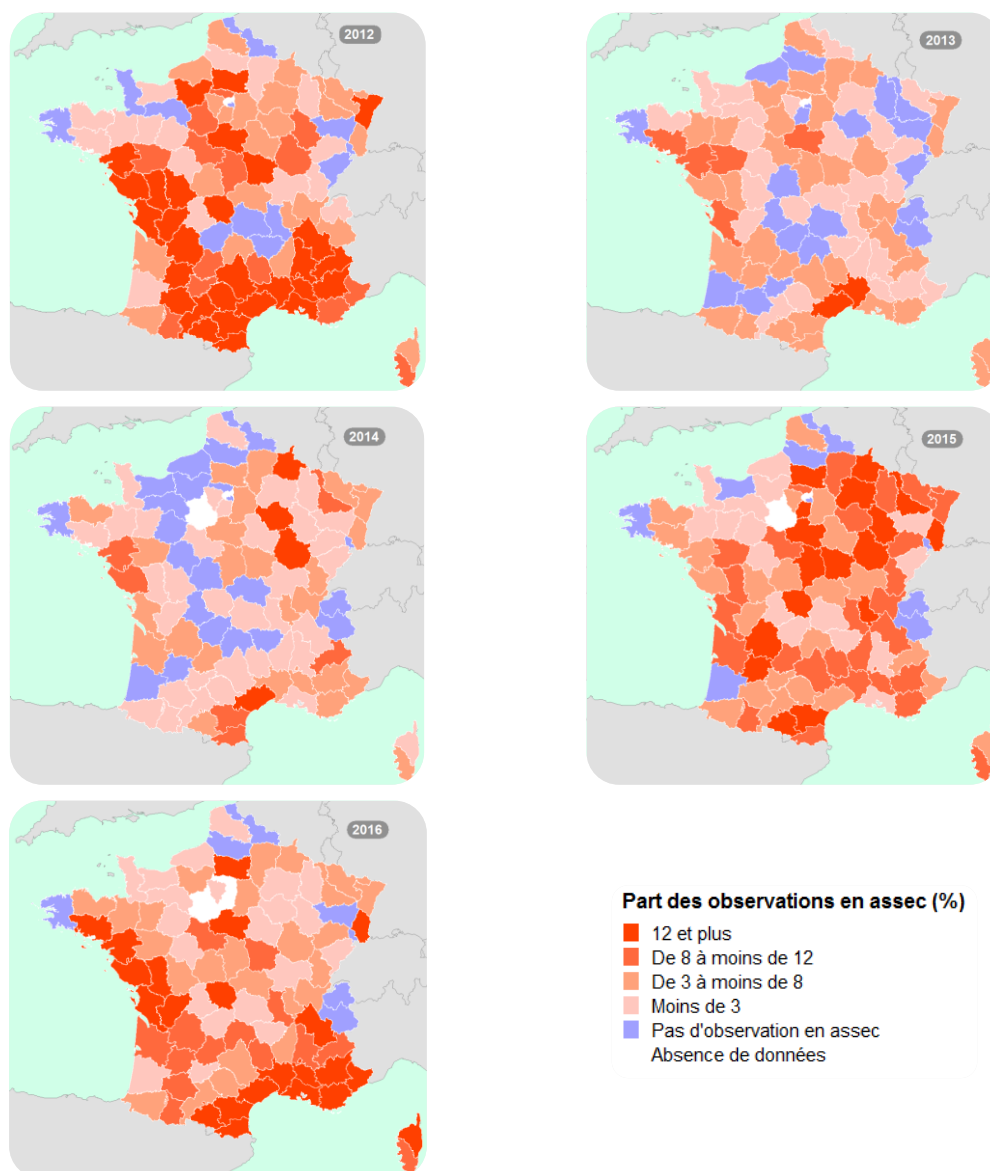 2012
2013
2014
2015
2016
Part des observations en assec (%)
12 et plus
De 8 à moins de 12
De 3 à moins de 8
Moins de 3
Pas d'observation en assec
Absence de données